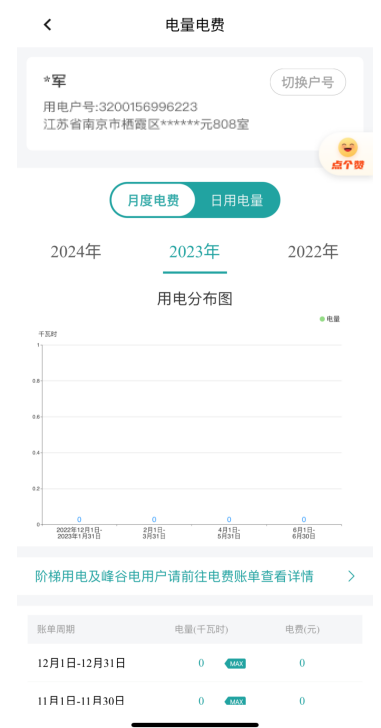 电量电费
*军
切换户号
用电户号:3200156996223
江苏省南京市栖霞区******元808室
点个赞
月度电费
日用电量
2024年
2023年
2022年
用电分布图
电量
千瓦时
1
0.8
0.6
0.4
0.2
0
0
0
0
0
2022年12月1日-
2023年1月31日
2月1日-
3月31日
4月1日-
5月31日
6月1日-
6月30日
阶梯用电及峰谷电用户请前往电费账单查看详情
账单周期
电量(千瓦时)
电费(元)
12月1日-12月31日
0
MAX
0
11月1日-11月30日
0
MAX
0